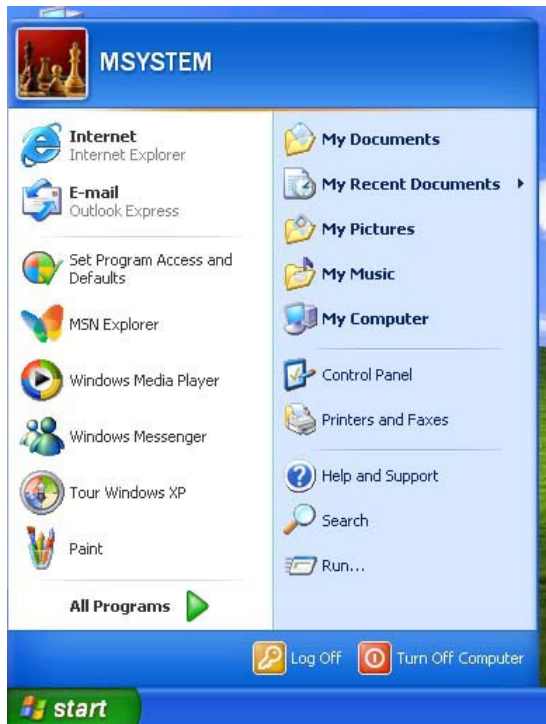 MSYSTEM
Internet
Internet Explorer
E-mail
Outlook Express
Set Program Access and
Defaults
MSN Explorer
Windows Media Player
Windows Messenger
Tour Windows XP
Paint
All Programs
My Documents
My Recent Documents
My Pictures
My Music
My Computer
Control Panel
Printers and Faxes
Help and Support
Search
Run...
Log Off
Turn Off Computer
start